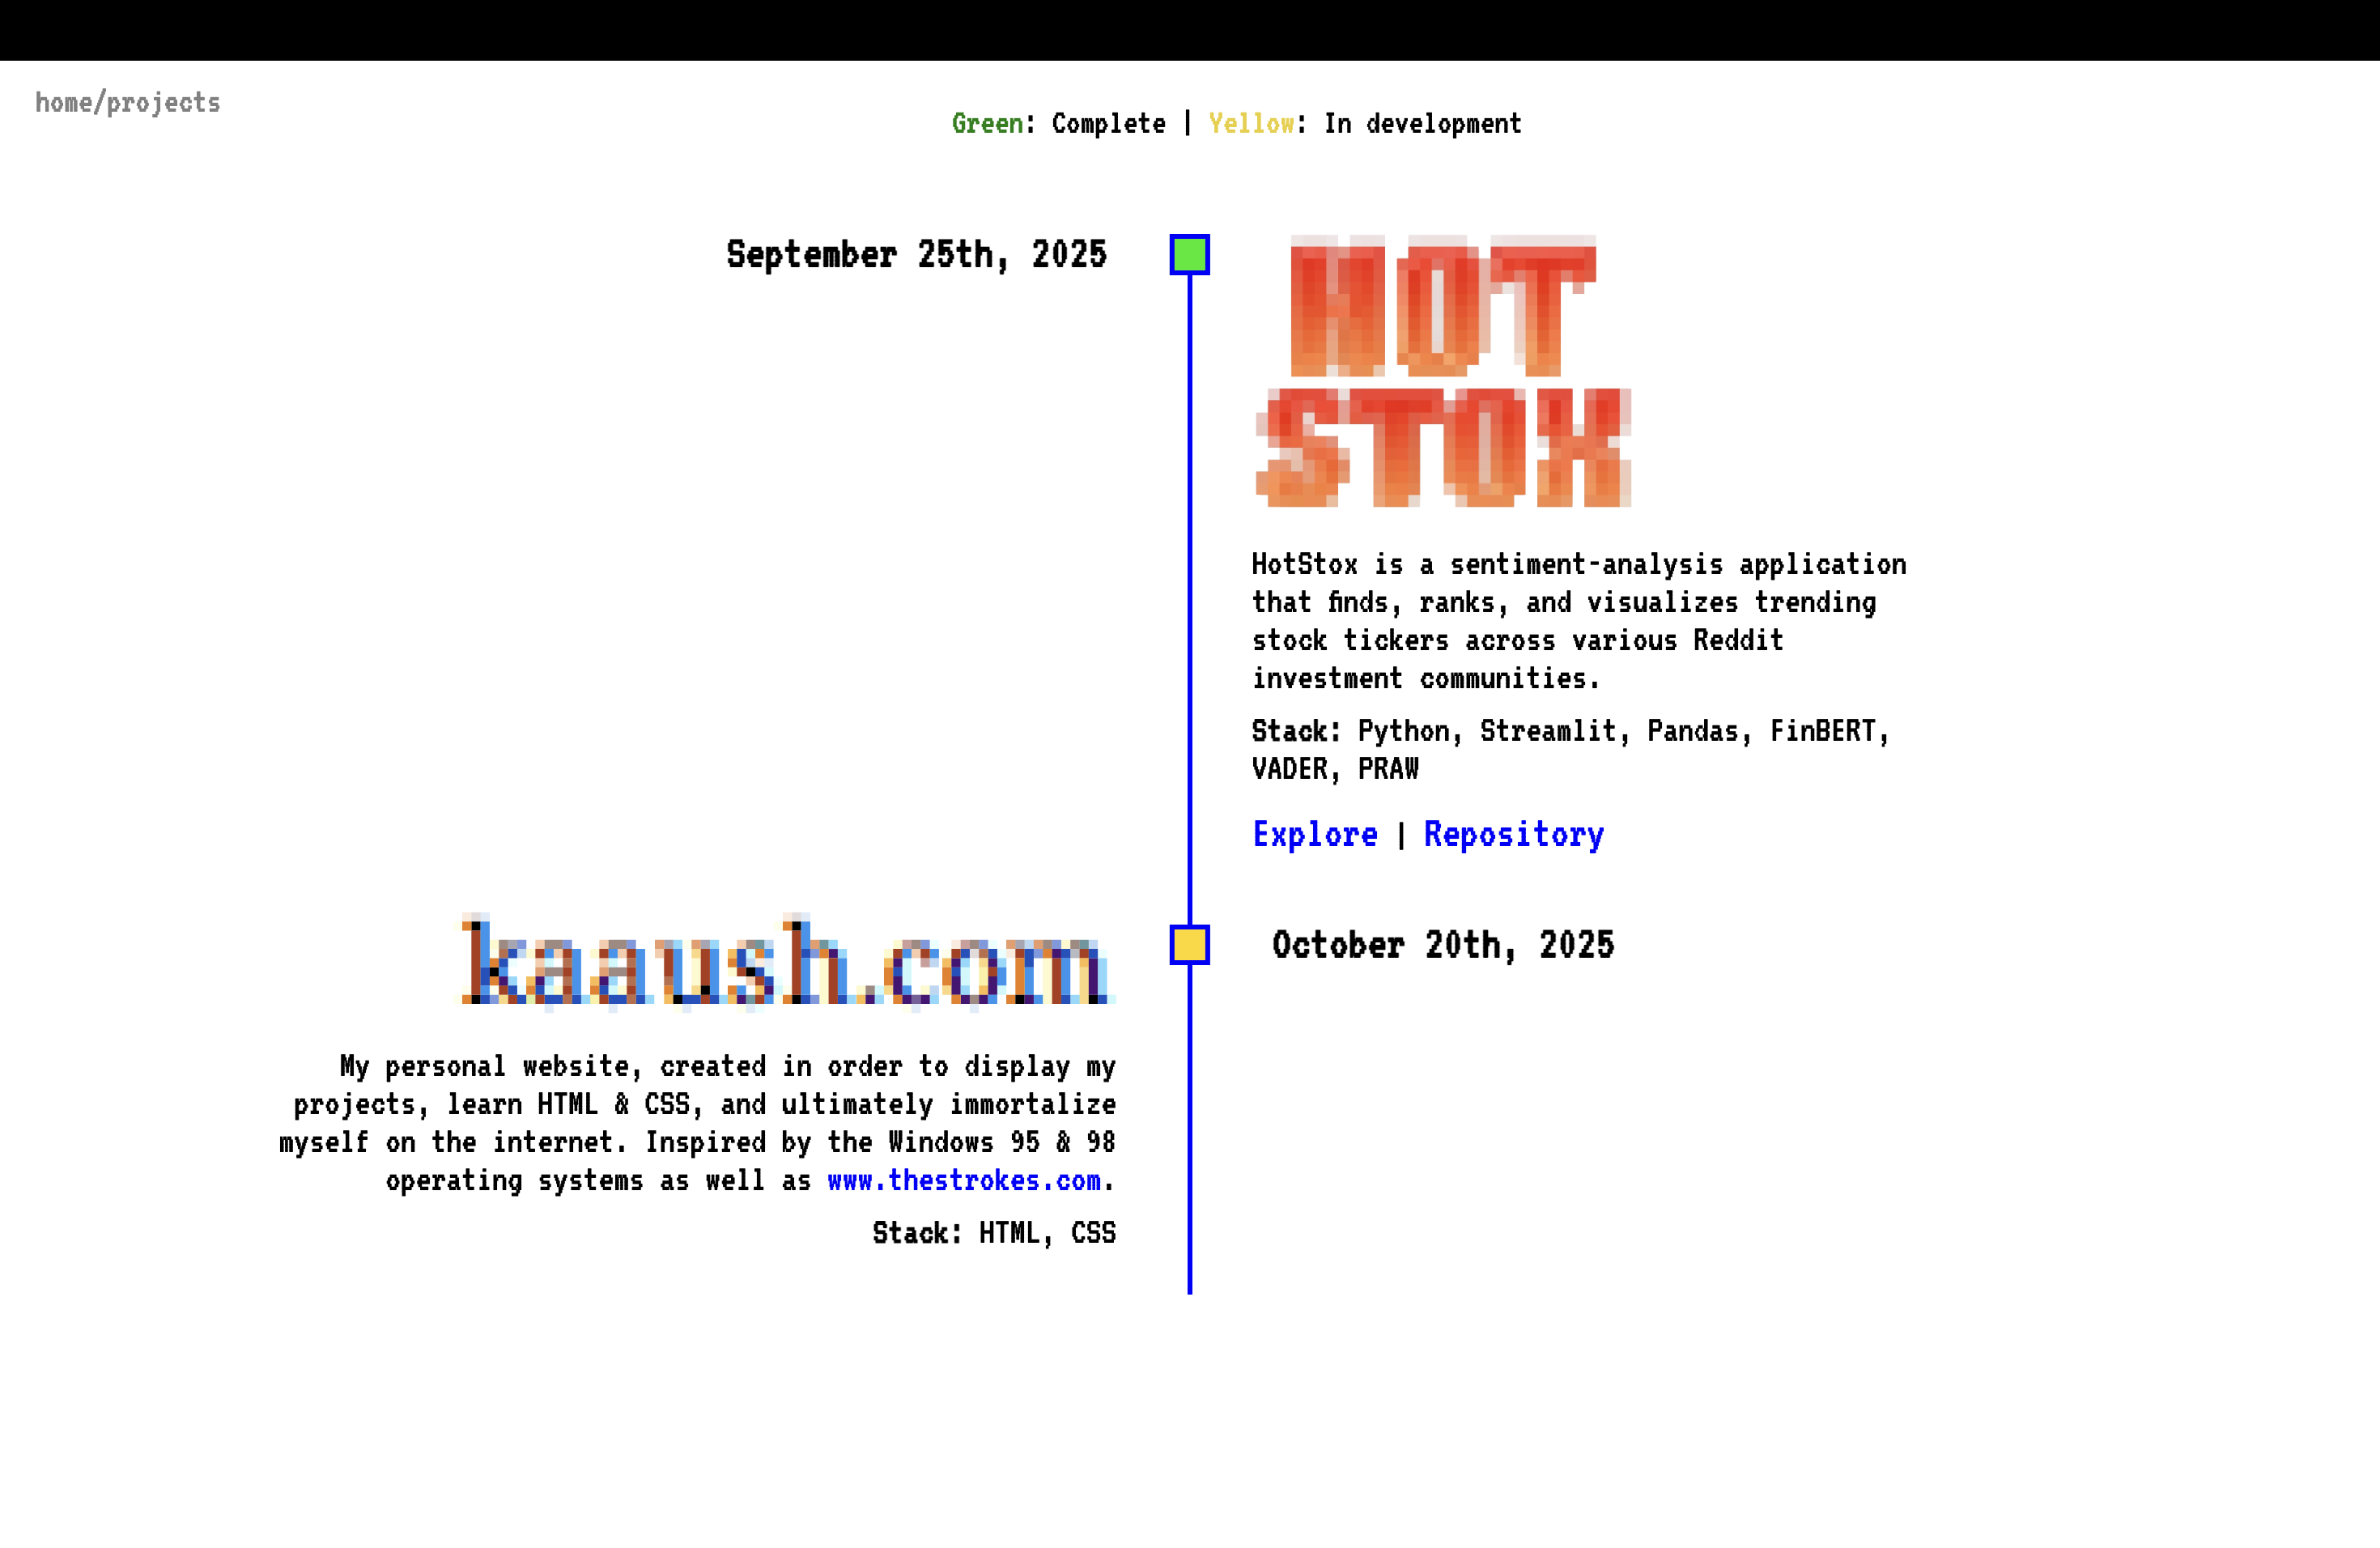 home/projects
Green: Complete | Yellow: In development
September 25th, 2025
HOT
STOX
HotStox is a sentiment-analysis application
that finds, ranks, and visualizes trending
stock tickers across various Reddit
investment communities.
Stack: Python, Streamlit, Pandas, FinBERT,
VADER, PRAW
Explore | Repository
kaaush.com
October 20th, 2025
My personal website, created in order to display my
projects, learn HTML & CSS, and ultimately immortalize
myself on the internet. Inspired by the Windows 95 & 98
operating systems as well as www.thestrokes.com.
Stack: HTML, CSS